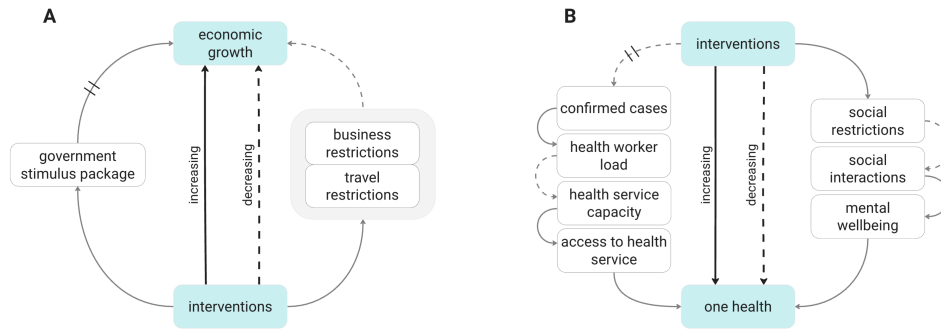 A
economic
growth
government
stimulus package
increasing
decreasing
business
restrictions
travel
restrictions
interventions
B
interventions
confirmed cases
health worker
load
health service
capacity
access to health
service
increasing
decreasing
social
restrictions
social
interactions
mental
wellbeing
one health